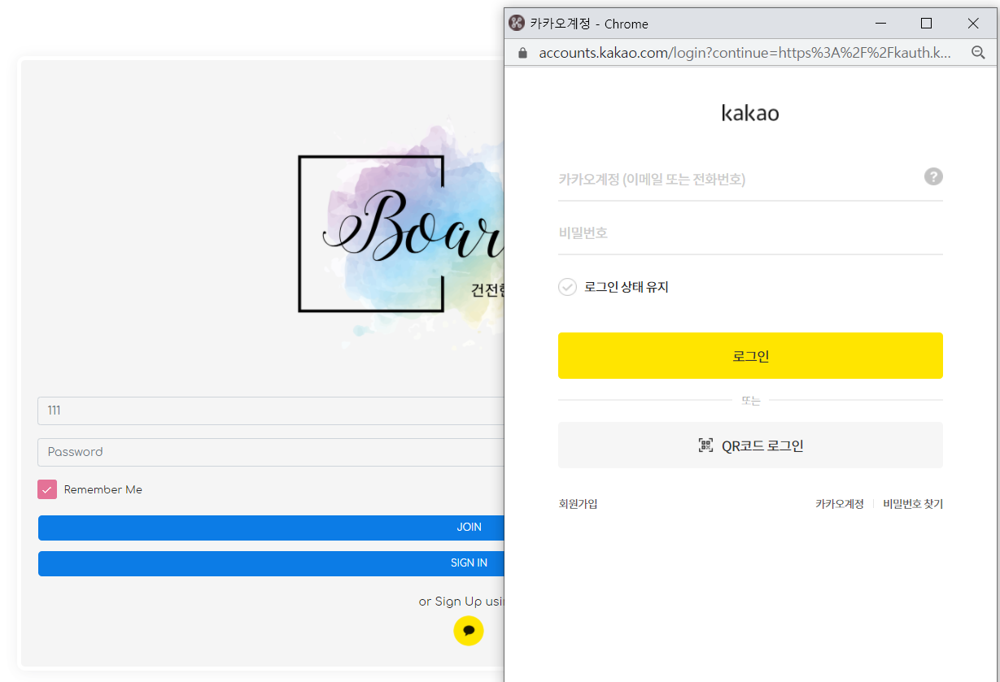 카카오계정 - Chrome
accounts.kakao.com/login?continue=https%3A%2F%2Fkauth.k...
kakao
카카오계정 (이메일 또는 전화번호)
?
비밀번호
로그인 상태 유지
로그인
또는
QR코드 로그인
회원가입
카카오계정
비밀번호 찾기
Boar
건전
111
Password
Remember Me
JOIN
SIGN IN
or Sign Up usin